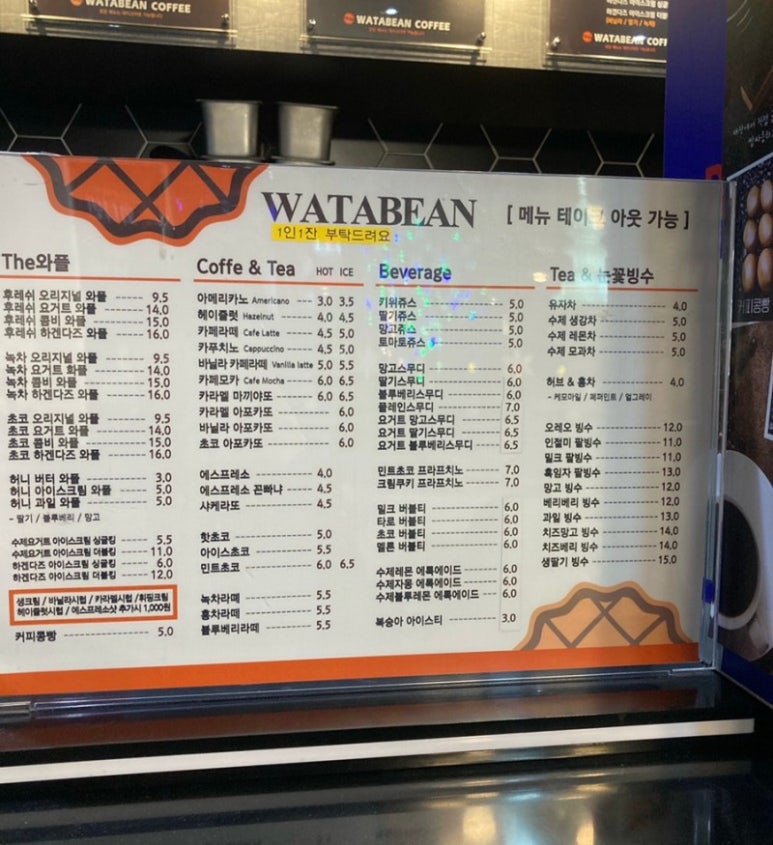 WATABEAN COFFEE
WATABEAN COFFEE
WATABEAN COFF
WATABEAN
[ 메뉴 테이 아웃 가능 ]
1인1잔 부탁드려요
The와플
후레쉬 오리지널 와플 ----- 9.5
후레쉬 요거트 와플 ----- 14.0
후레쉬 콤비 와플 ----- 15.0
후레쉬 하겐다즈 와플 ----- 16.0
녹차 오리지널 와플 ----- 9.5
녹차 요거트 화플 ----- 14.0
녹차 콤비 와플 ----- 15.0
녹차 하겐다즈 와플 ----- 16.0
초코 오리지널 와플 ----- 9.5
초코 요거트 와플 ----- 14.0
초코 콤비 와플 ----- 15.0
초코 하겐다즈 와플 ----- 16.0
허니 버터 와플 ----- 3.0
허니 아이스크림 와플 ----- 5.0
허니 과일 와플 ----- 5.0
- 딸기 / 블루베리 / 망고
수제요거트 아이스크림 싱글킹 ----- 5.5
수제요거트 아이스크림 더블킹 ----- 11.0
하겐다즈 아이스크림 싱글킹 ----- 6.0
하겐다즈 아이스크림 더블킹 ----- 12.0
생크림 / 바닐라시럽 / 카라멜시럽 / 휘핑크림
헤이즐럿시럽 / 에스프레소샷 추가시 1,000원
커피콩빵 ----- 5.0
Coffe & Tea HOT ICE
아메리카노 Americano --- 3.0 3.5
헤이즐럿 Hazelnut ----- 4.0 4.5
카페라떼 Cafe Latte ----- 4.5 5.0
카푸치노 Cappuccino ----- 4.5 5.0
바닐라 카페라떼 Vanilla latte 5.0 5.5
카페모카 Cafe Mocha ----- 6.0 6.5
카라멜 마끼야또 ----- 6.0 6.5
카라멜 아포카또 ----- 6.0
바닐라 아포카또 ----- 6.0
초코 아포카또 ----- 6.0
에스프레소 ----- 4.0
에스프레소 꼰빠냐 ----- 4.5
샤케라또 ----- 4.5
핫초코 ----- 5.0
아이스초코 ----- 5.5
민트초코 ----- 6.0 6.5
녹차라떼 ----- 5.5
홍차라떼 ----- 5.5
블루베리라떼 ----- 5.5
Beverage
키위쥬스 ----- 5.0
딸기쥬스 ----- 5.0
망고쥬스 ----- 5.0
토마토쥬스 ----- 5.0
망고스무디 ----- 6.0
딸기스무디 ----- 6.0
블루베리스무디 ----- 6.0
플레인스무디 ----- 7.0
요거트 망고스무디 ----- 6.5
요거트 딸기스무디 ----- 6.5
요거트 블루베리스무디 ----- 6.5
민트초코 프라프치노 ----- 7.0
크림쿠키 프라프치노 ----- 7.0
밀크 버블티 ----- 6.0
타로 버블티 ----- 6.0
초코 버블티 ----- 6.0
멜론 버블티 ----- 6.0
수제레몬 에룩에이드 ----- 6.0
수제자몽 에룩에이드 ----- 6.0
수제블루레몬 에룩에이드 ----- 6.0
복숭아 아이스티 ----- 3.0
Tea & 눈꽃빙수
유자차 ----- 4.0
수제 생강차 ----- 5.0
수제 레몬차 ----- 5.0
수제 모과차 ----- 5.0
허브 & 홍차 ----- 4.0
- 케모마일 / 페퍼민트 / 얼그레이
오레오 빙수 ----- 12.0
인절미 팥빙수 ----- 11.0
밀크 팥빙수 ----- 11.0
흑임자 팥빙수 ----- 13.0
망고 빙수 ----- 12.0
베리베리 빙수 ----- 12.0
과일 빙수 ----- 13.0
치즈망고 빙수 ----- 14.0
치즈베리 빙수 ----- 14.0
생딸기 빙수 ----- 15.0
커피콩빵